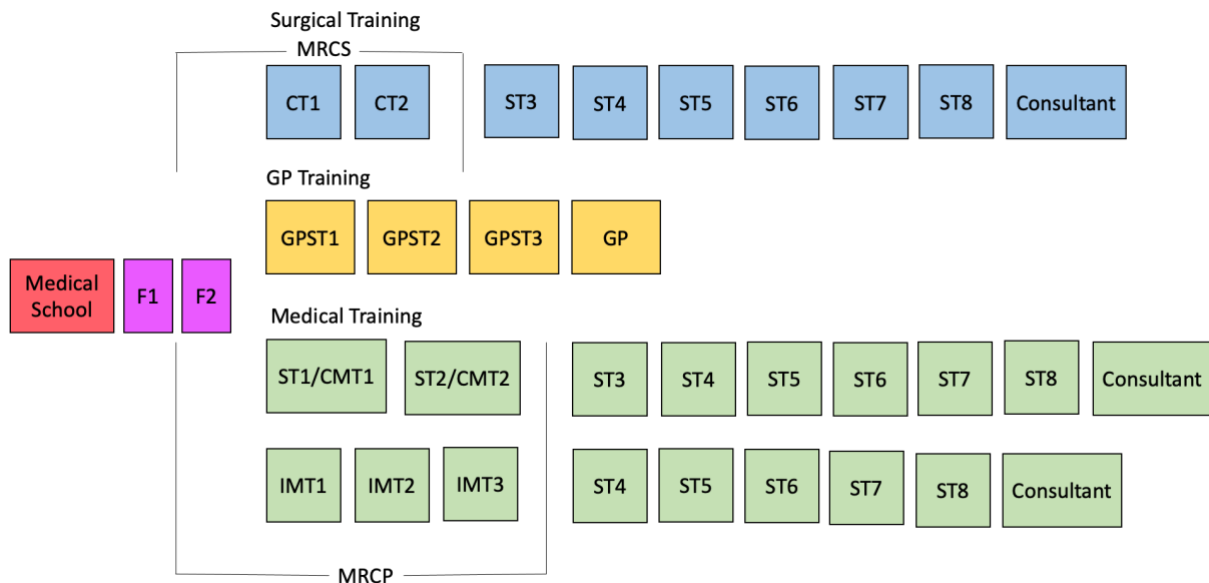 Surgical Training
MRCS
CT1 CT2 ST3 ST4 ST5 ST6 ST7 ST8 Consultant
GP Training
GPST1 GPST2 GPST3 GP
Medical
School
F1 F2
Medical Training
ST1/CMT1 ST2/CMT2 ST3 ST4 ST5 ST6 ST7 ST8 Consultant
IMT1 IMT2 IMT3 ST4 ST5 ST6 ST7 ST8 Consultant
MRCP